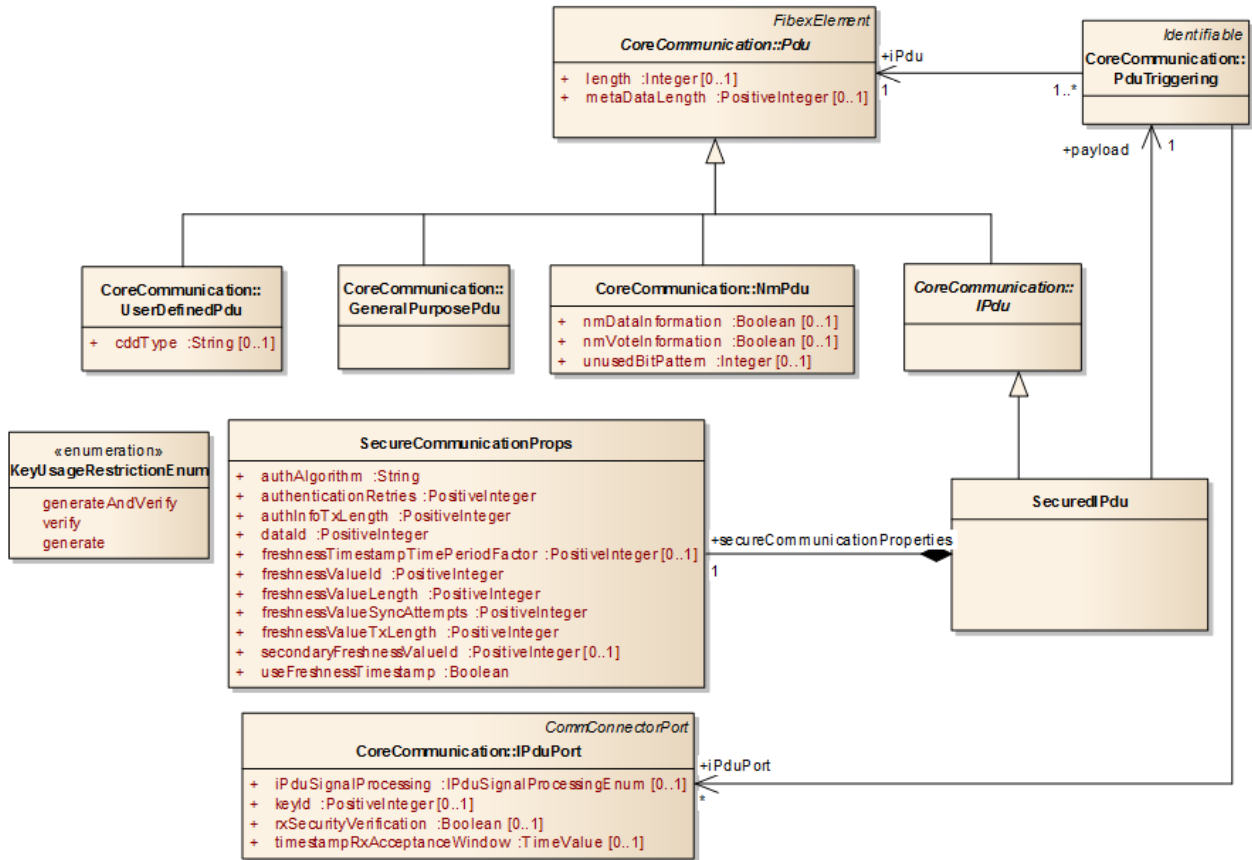 FibexElement
CoreCommunication::Pdu
+ length :Integer [0..1]
+ metaDataLength :PositiveInteger [0..1]
Identifiable
CoreCommunication::
PduTriggering
+iPdu
1
1..*
+payload
1
CoreCommunication::
UserDefinedPdu
+ cddType :String [0..1]
CoreCommunication::
GeneralPurposePdu
CoreCommunication::NmPdu
+ nmDataInformation :Boolean [0..1]
+ nmVoteInformation :Boolean [0..1]
+ unusedBitPattern :Integer [0..1]
CoreCommunication::
IPdu
«enumeration»
KeyUsageRestrictionEnum
generateAndVerify
verify
generate
SecureCommunicationProps
+ authAlgorithm :String
+ authenticationRetries :PositiveInteger
+ authInfoTxLength :PositiveInteger
+ dataId :PositiveInteger
+ freshnessTimestampTimePeriodFactor :PositiveInteger [0..1]
+ freshnessValueId :PositiveInteger
+ freshnessValueLength :PositiveInteger
+ freshnessValueSyncAttempts :PositiveInteger
+ freshnessValueTxLength :PositiveInteger
+ secondaryFreshnessValueId :PositiveInteger [0..1]
+ useFreshnessTimestamp :Boolean
+secureCommunicationProperties
1
SecuredIPdu
CommConnectorPort
CoreCommunication::IPduPort
+ iPduSignalProcessing :IPduSignalProcessingEnum [0..1]
+ keyId :PositiveInteger [0..1]
+ rxSecurityVerification :Boolean [0..1]
+ timestampRxAcceptanceWindow :TimeValue [0..1]
+iPduPort
*